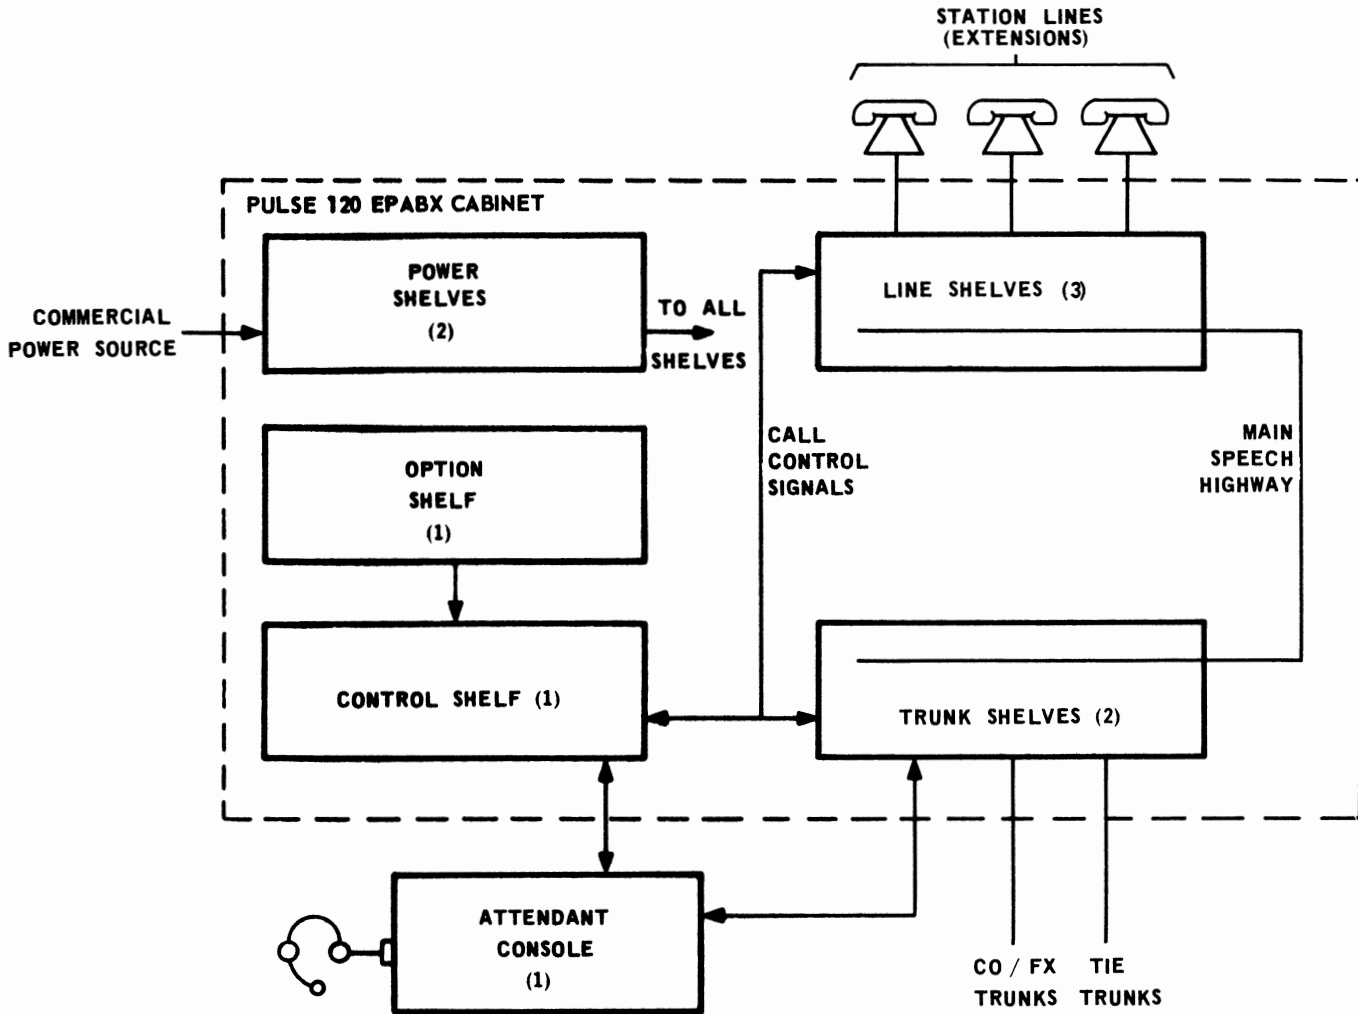 STATION LINES
(EXTENSIONS)
PULSE 120 EPABX CABINET
POWER
SHELVES
(2)
COMMERCIAL
POWER SOURCE
TO ALL
SHELVES
LINE SHELVES (3)
OPTION
SHELF
(1)
CALL
CONTROL
SIGNALS
MAIN
SPEECH
HIGHWAY
CONTROL SHELF (1)
TRUNK SHELVES (2)
ATTENDANT
CONSOLE
(1)
CO / FX
TRUNKS
TIE
TRUNKS